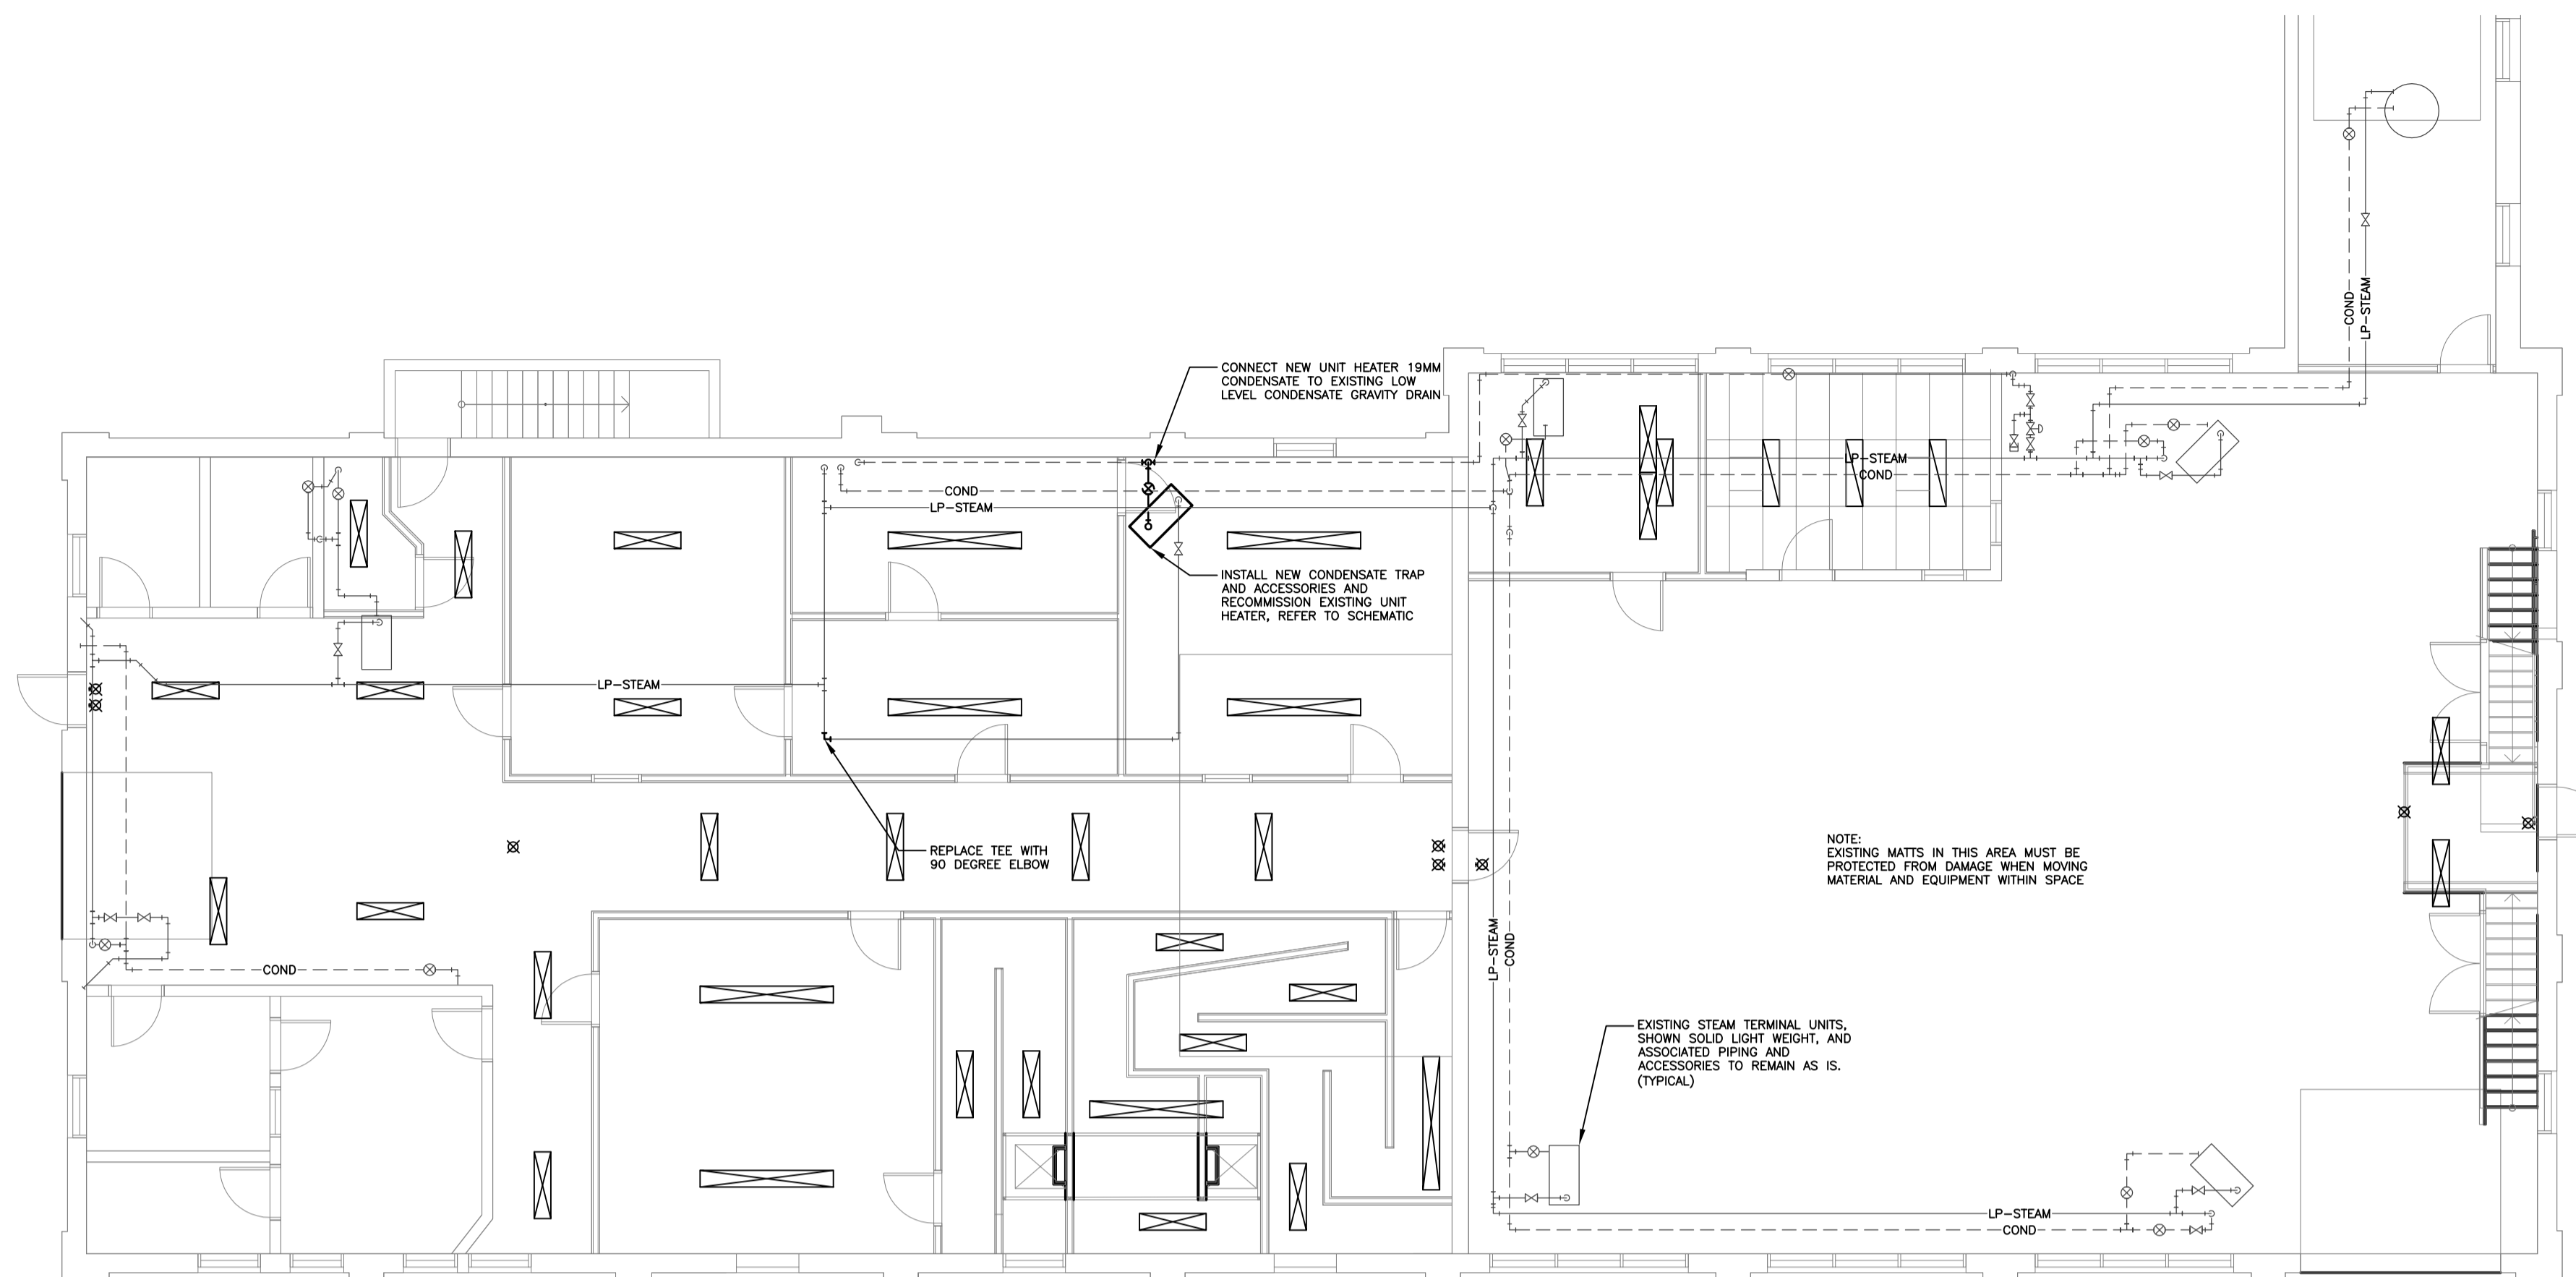 CONNECT NEW UNIT HEATER 19MM
CONDENSATE TO EXISTING LOW
LEVEL CONDENSATE GRAVITY DRAIN
COND
LP-STEAM
LP-STEAM
COND
COND
LP-STEAM
INSTALL NEW CONDENSATE TRAP
AND ACCESSORIES AND
RECOMMISSION EXISTING UNIT
HEATER, REFER TO SCHEMATIC
LP-STEAM
REPLACE TEE WITH
90 DEGREE ELBOW
NOTE:
EXISTING MATTS IN THIS AREA MUST BE
PROTECTED FROM DAMAGE WHEN MOVING
MATERIAL AND EQUIPMENT WITHIN SPACE
LP-STEAM
COND
COND
EXISTING STEAM TERMINAL UNITS,
SHOWN SOLID LIGHT WEIGHT, AND
ASSOCIATED PIPING AND
ACCESSORIES TO REMAIN AS IS.
(TYPICAL)
LP-STEAM
COND